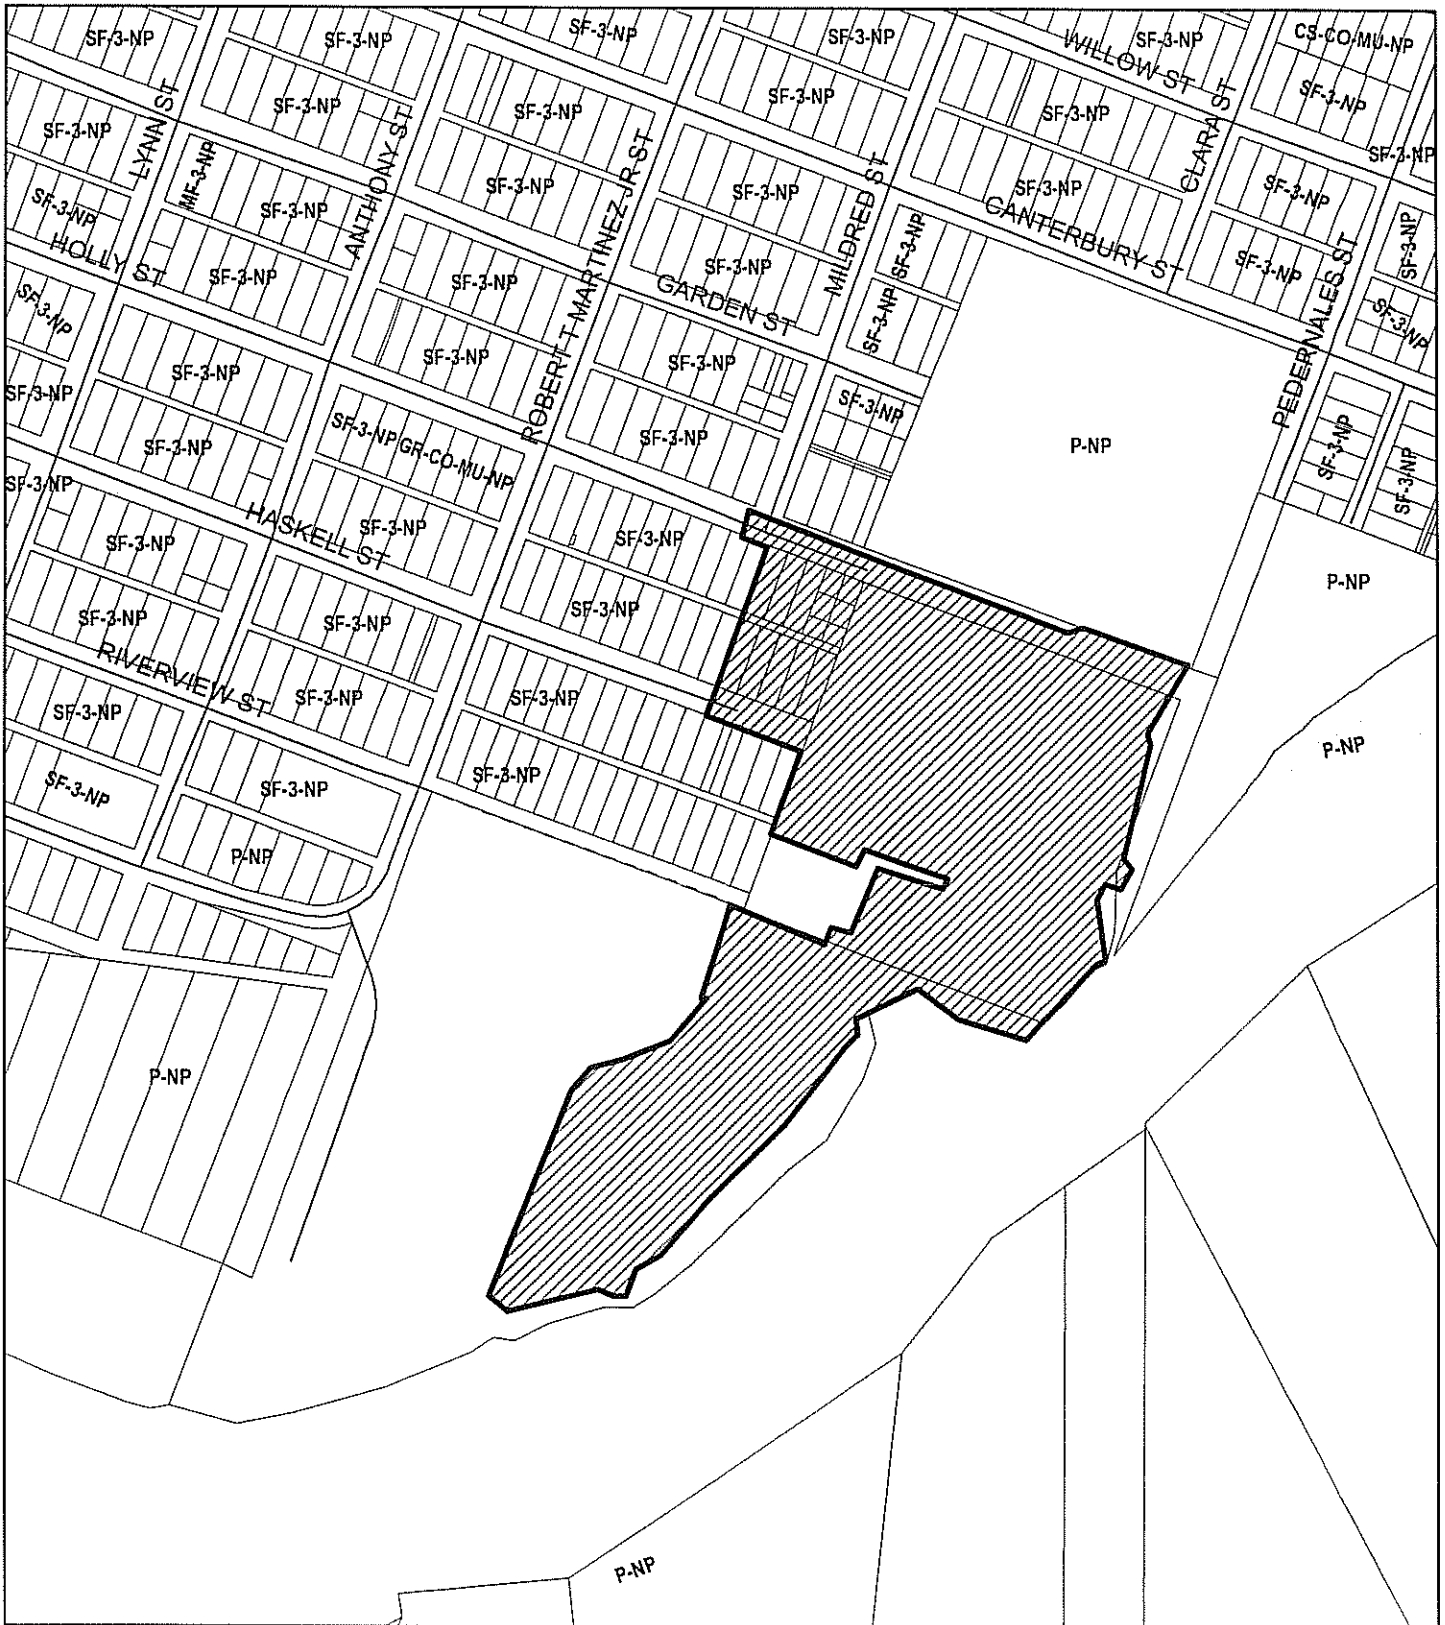 SF-3-NP
SF-3-NP
SF-3-NP
SF-3-NP
WILLOW ST
SF-3-NP
CS-CO-MU-NP
SF-3-NP
SF-3-NP
SF-3-NP
SF-3-NP
SF-3-NP
LYNN ST
SF-3-NP
ANTHONY ST
ROBERT T MARTINEZ JR ST
MILDRED ST
CLARA ST
SF-3-NP
MF-3-NP
SF-3-NP
SF-3-NP
SF-3-NP
SF-3-NP
SF-3-NP
SF-3-NP
SF-3-NP
CANTERBURY ST
SF-3-NP
PEDERNALES ST
SF-3-NP
HOLLY ST
SF-3-NP
SF-3-NP
SF-3-NP
SF-3-NP
GARDEN ST
SF-3-NP
SF-3-NP
SF-3-NP
SF-3-NP
SF-3-NP
SF-3-NP
SF-3-NP
SF-3-NP
SF-3-NP
SF-3-NP
SF-3-NP
GR-CO-MU-NP
SF-3-NP
P-NP
SF-3-NP
SF-3-NP
SF-3-NP
HASKELL ST
SF-3-NP
SF-3-NP
SF-3-NP
P-NP
SF-3-NP
SF-3-NP
SF-3-NP
RIVERVIEW ST
SF-3-NP
SF-3-NP
SF-3-NP
P-NP
SF-3-NP
SF-3-NP
SF-3-NP
P-NP
P-NP
P-NP